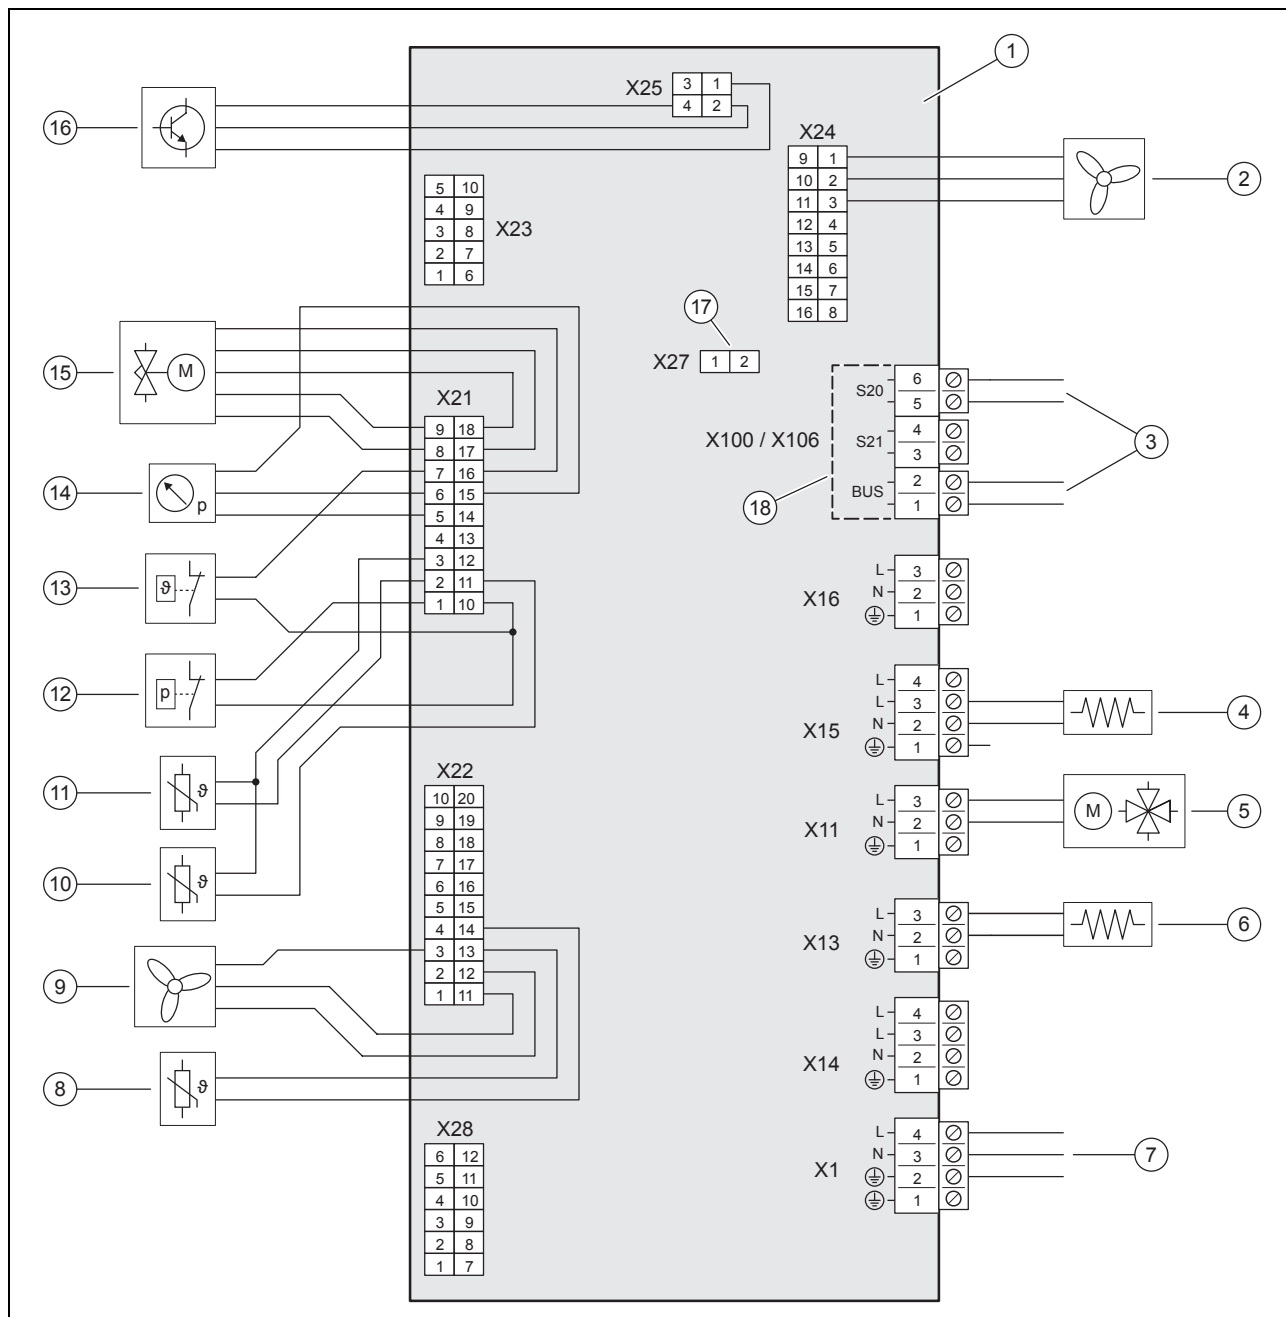 1
X25
3 1
4 2
16
X24
9 1
10 2
11 3
12 4
13 5
14 6
15 7
16 8
2
5 10
4 9
3 8
2 7
1 6
X23
17
X27
1 2
15
M
X21
9 18
8 17
7 16
6 15
5 14
4 13
3 12
2 11
1 10
X100 / X106
S20
6
5
S21
4
3
BUS
2
1
3
18
14
p
13
ϑ
X16
L 3
N 2
1
12
p
X15
L 4
L 3
N 2
1
4
11
ϑ
X22
10 20
9 19
8 18
7 17
6 16
5 15
4 14
3 13
2 12
1 11
X11
L 3
N 2
1
M
5
10
ϑ
X13
L 3
N 2
1
6
9
X14
L 4
L 3
N 2
1
8
ϑ
X28
6 12
5 11
4 10
3 9
2 8
1 7
X1
L 4
N 3
2
1
7